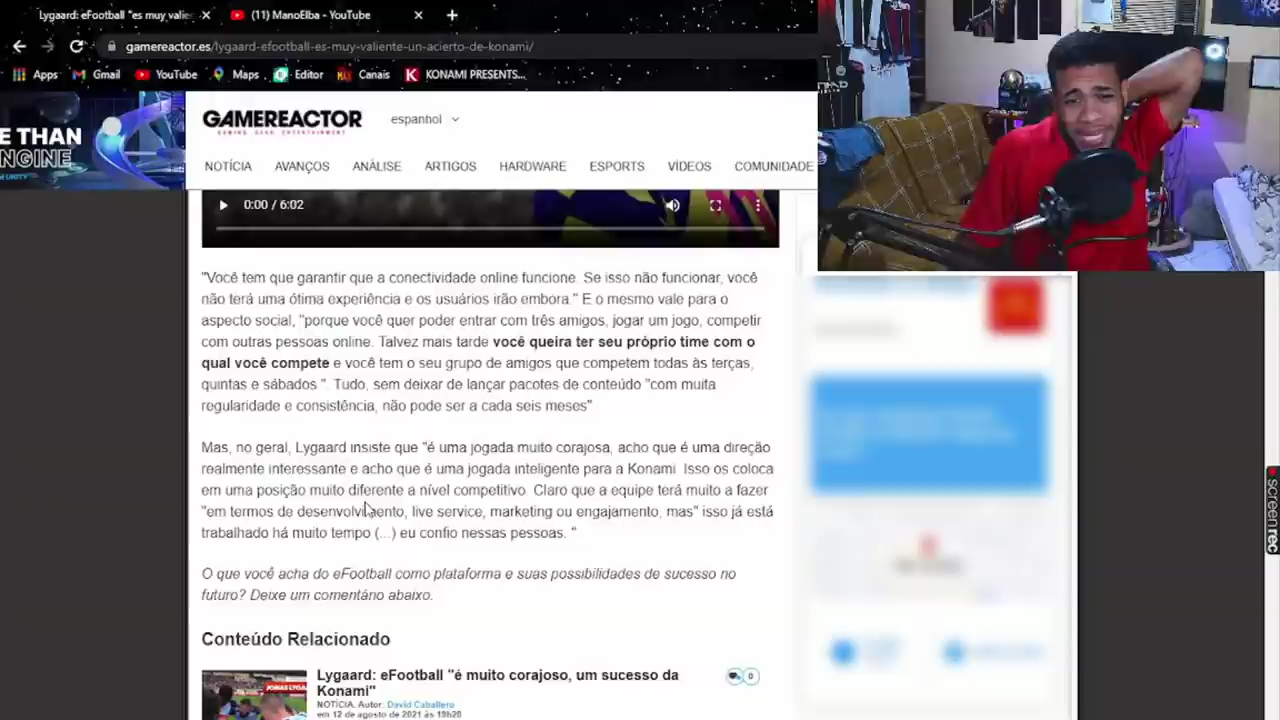 Lygaard: eFootball "es muy valie
(11) ManoElba - YouTube
gamereactor.es/lygaard-efootball-es-muy-valiente-un-acierto-de-konami/
Apps Gmail YouTube Maps Editor Canais KONAMI PRESENTS...
E THAN
NGINE
GAMEREACTOR
espanhol
NOTÍCIA AVANÇOS ANÁLISE ARTIGOS HARDWARE ESPORTS VÍDEOS COMUNIDADE
0:00 / 6:02
"Você tem que garantir que a conectividade online funcione. Se isso não funcionar, você
não terá uma ótima experiência e os usuários irão embora." E o mesmo vale para o
aspecto social, "porque você quer poder entrar com três amigos, jogar um jogo, competir
com outras pessoas online. Talvez mais tarde você queira ter seu próprio time com o
qual você compete e você tem o seu grupo de amigos que competem todas às terças,
quintas e sábados ". Tudo, sem deixar de lançar pacotes de conteúdo "com muita
regularidade e consistência, não pode ser a cada seis meses"
Mas, no geral, Lygaard insiste que "é uma jogada muito corajosa, acho que é uma direção
realmente interessante e acho que é uma jogada inteligente para a Konami. Isso os coloca
em uma posição muito diferente a nível competitivo. Claro que a equipe terá muito a fazer
"em termos de desenvolvimento, live service, marketing ou engajamento, mas" isso já está
trabalhado há muito tempo (...) eu confio nessas pessoas. "
O que você acha do eFootball como plataforma e suas possibilidades de sucesso no
futuro? Deixe um comentário abaixo.
Conteúdo Relacionado
Lygaard: eFootball "é muito corajoso, um sucesso da
Konami"
0
NOTÍCIA. Autor: David Caballero
em 12 de agosto de 2021 às 19h20
screenrec